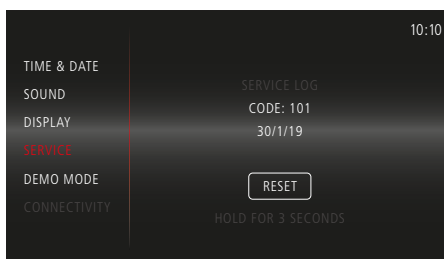 10:10
TIME & DATE
SOUND
DISPLAY
SERVICE
DEMO MODE
CONNECTIVITY
SERVICE LOG
CODE: 101
30/1/19
RESET
HOLD FOR 3 SECONDS